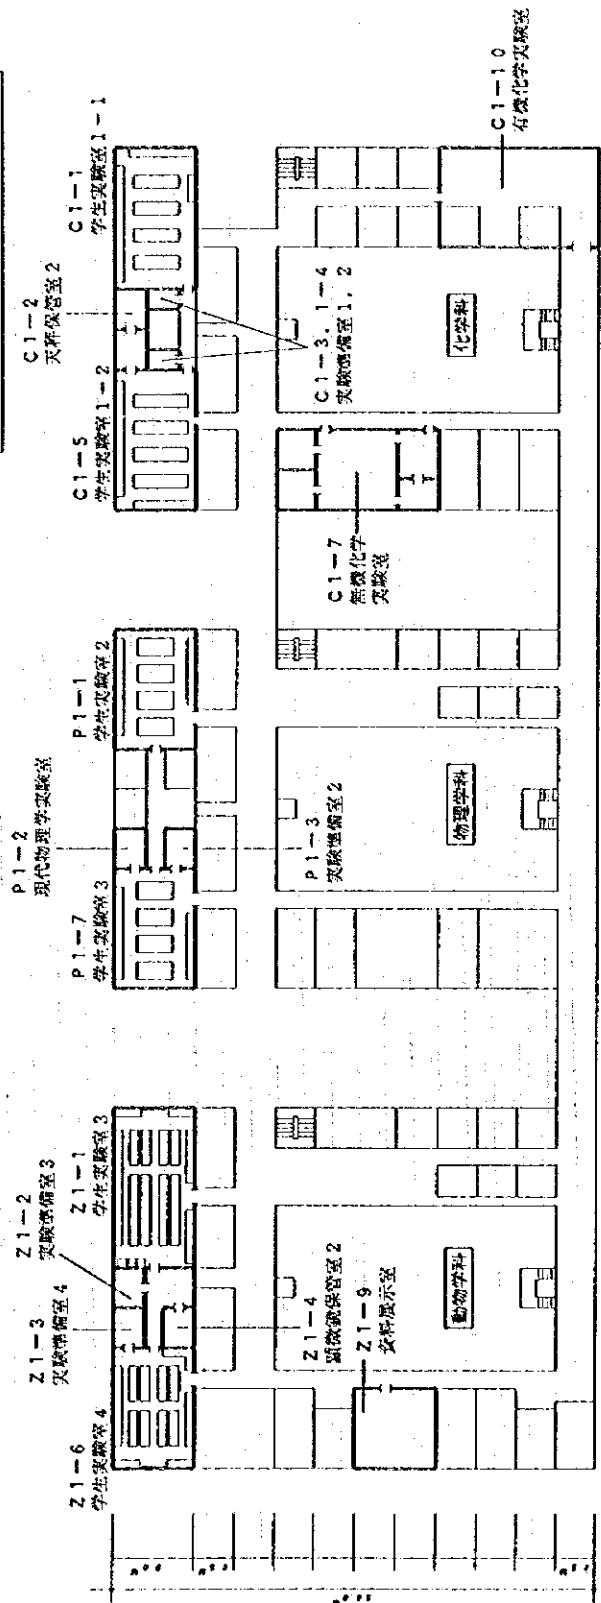 C1-1
学生実験室1-1
C1-2
天秤保管室2
C1-5
学生実験室1-2
C1-3, 1-4
実験準備室1, 2
C1-7
無機化学
実験室
C1-10
有機化学実験室
化学科
P1-1
学生実験室2
P1-2
現代物理学実験室
P1-7
学生実験室3
P1-3
実験準備室2
物理学科
Z1-1
学生実験室3
Z1-2
実験準備室3
Z1-3
実験準備室4
Z1-6
学生実験室4
Z1-4
顕微鏡保管室2
Z1-9
資料展示室
動物学科